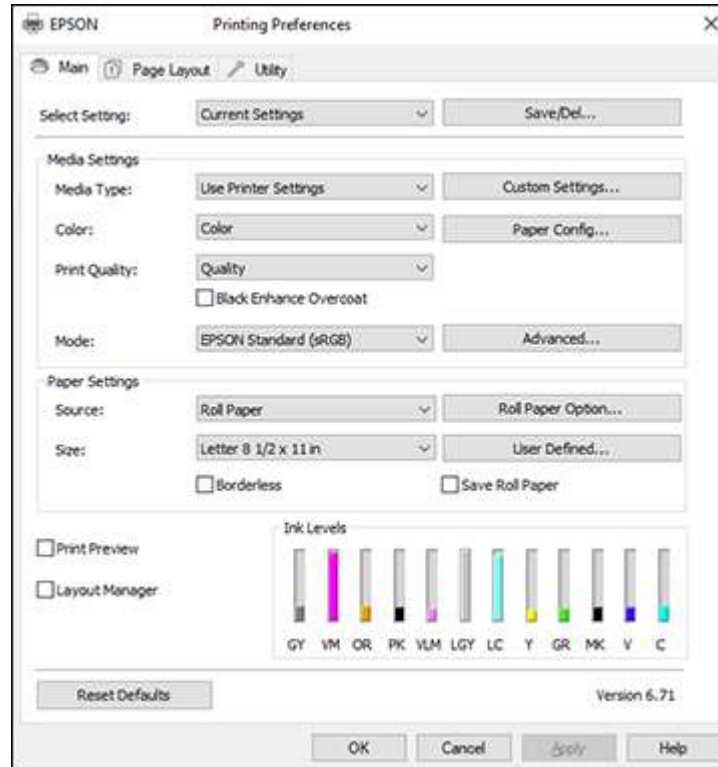 EPSON Printing Preferences
Main Page Layout Utility
Select Setting: Current Settings Save/Del...
Media Settings
Media Type: Use Printer Settings Custom Settings...
Color: Color Paper Config...
Print Quality: Quality
Black Enhance Overcoat
Mode: EPSON Standard (sRGB) Advanced...
Paper Settings
Source: Roll Paper Roll Paper Option...
Size: Letter 8 1/2 x 11 in User Defined...
Borderless Save Roll Paper
Print Preview
Layout Manager
Ink Levels
GY VM OR PK VLM LGY LC Y GR MK V C
Reset Defaults Version 6.71
OK Cancel Apply Help